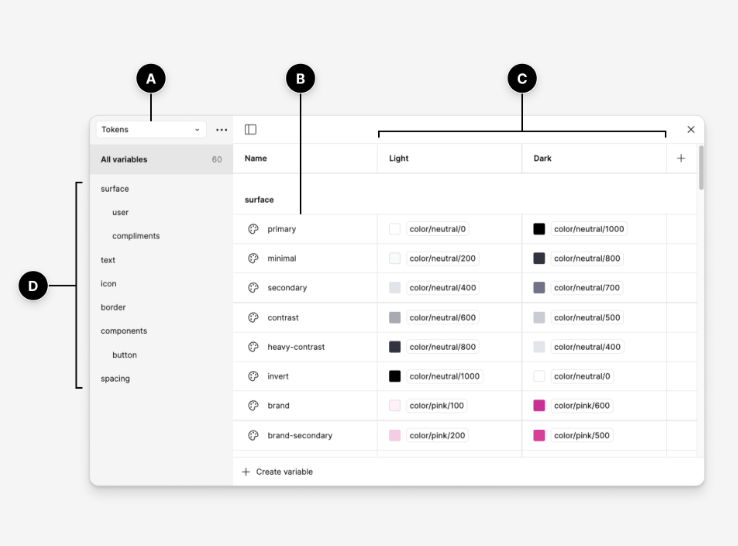 A
B
C
Tokens
All variables 60
Name Light Dark
surface
surface
user
compliments
text
icon
border
components
button
spacing
D
primary color/neutral/0 color/neutral/1000
minimal color/neutral/200 color/neutral/800
secondary color/neutral/400 color/neutral/700
contrast color/neutral/600 color/neutral/500
heavy-contrast color/neutral/800 color/neutral/400
invert color/neutral/1000 color/neutral/0
brand color/pink/100 color/pink/600
brand-secondary color/pink/200 color/pink/500
Create variable